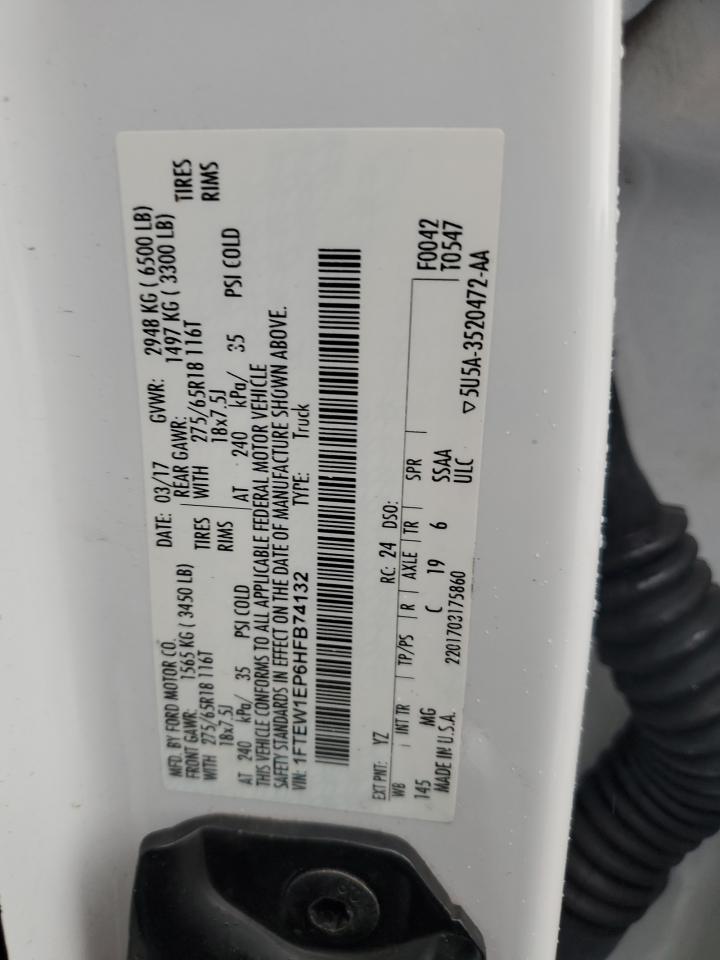 MFD. BY FORD MOTOR CO. DATE: 03/17 GVWR: 2948 KG ( 6500 LB)
FRONT GAWR: 1565 KG ( 3450 LB) REAR GAWR: 1497 KG ( 3300 LB)
WITH 275/65R18 116T TIRES WITH 275/65R18 116T TIRES
18x7.5J RIMS 18x7.5J RIMS
AT 240 kPa/ 35 PSI COLD AT 240 kPa/ 35 PSI COLD
THIS VEHICLE CONFORMS TO ALL APPLICABLE FEDERAL MOTOR VEHICLE
SAFETY STANDARDS IN EFFECT ON THE DATE OF MANUFACTURE SHOWN ABOVE.
VIN: 1FTEW1EP6HFB74132 TYPE: Truck
EXT PNT: YZ RC: 24 DSO: F0042
WB INT TR TP/PS R AXLE TR SPR T0547
145 MG C 19 6 SSAA
MADE IN U.S.A. 2201703175860 ULC ▽ 5U5A-3520472-AA